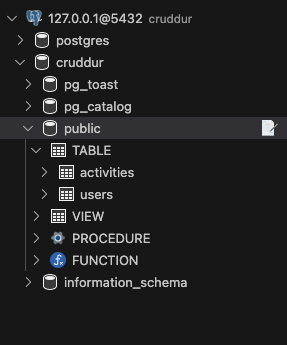 127.0.0.1@5432 cruddur
postgres
cruddur
pg_toast
pg_catalog
public
TABLE
activities
users
VIEW
PROCEDURE
FUNCTION
information_schema